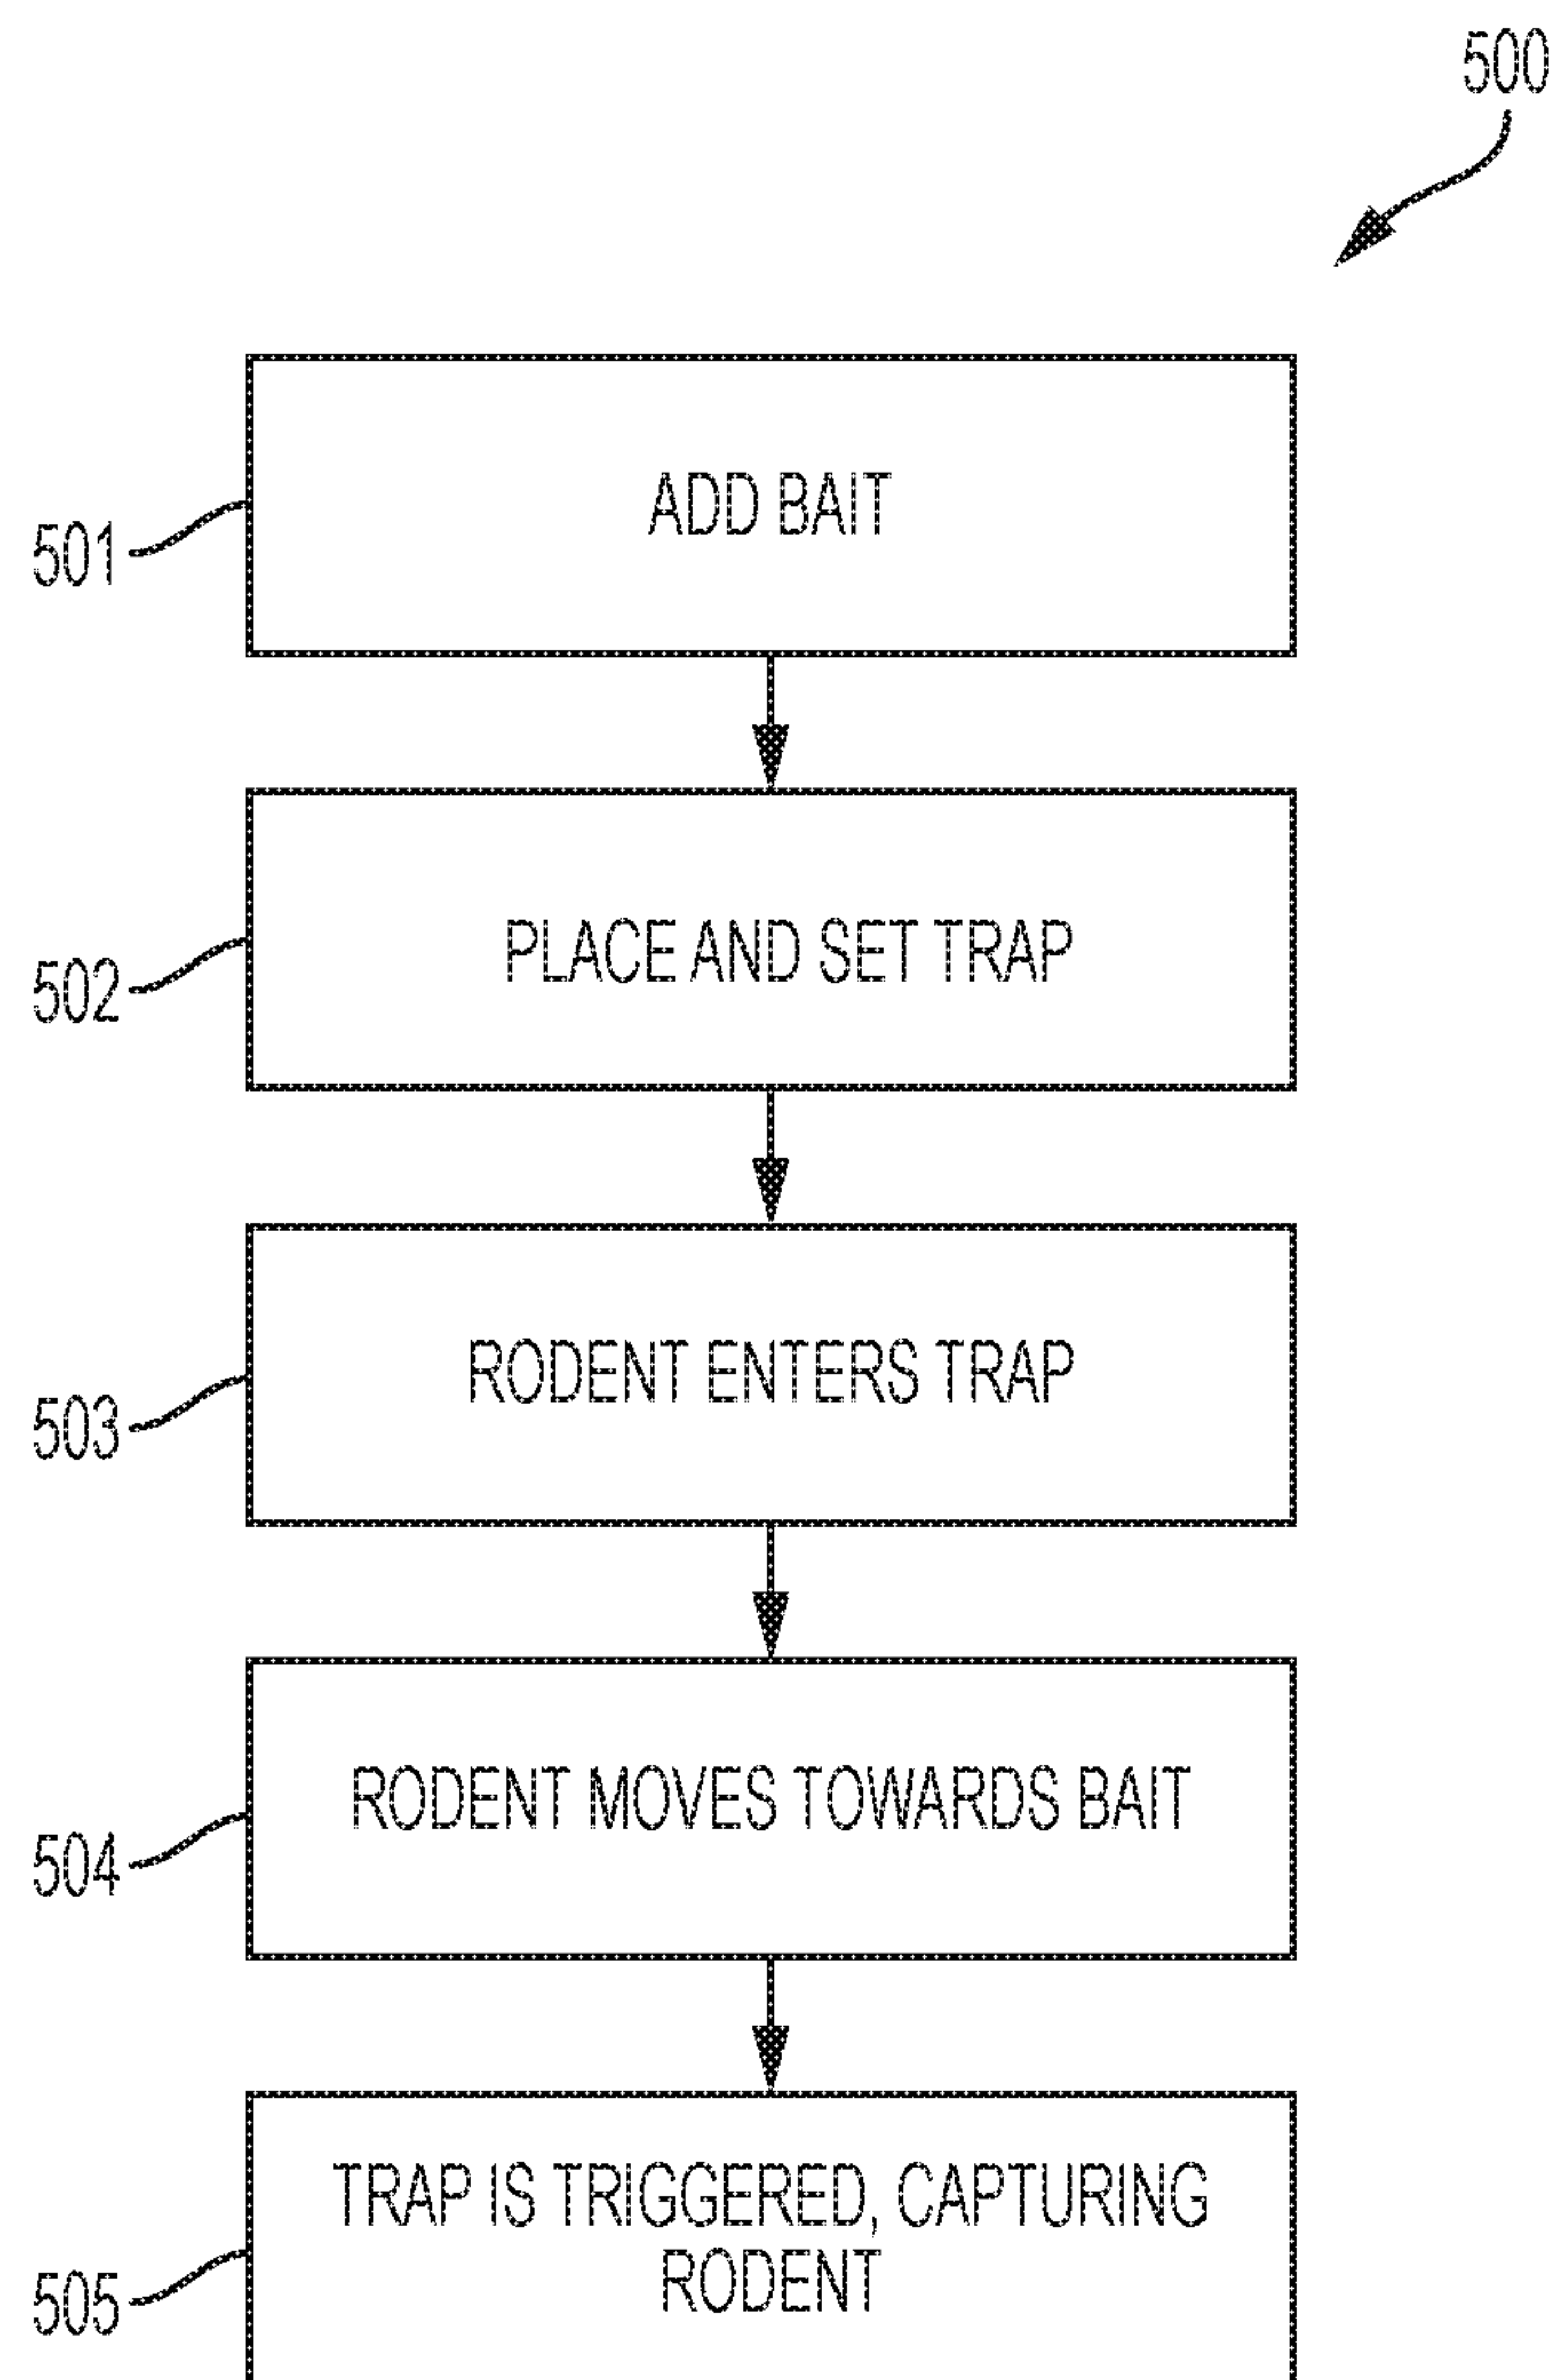 500
ADD BAIT
501
PLACE AND SET TRAP
502
RODENT ENTERS TRAP
503
RODENT MOVES TOWARDS BAIT
504
TRAP IS TRIGGERED, CAPTURING
RODENT
505